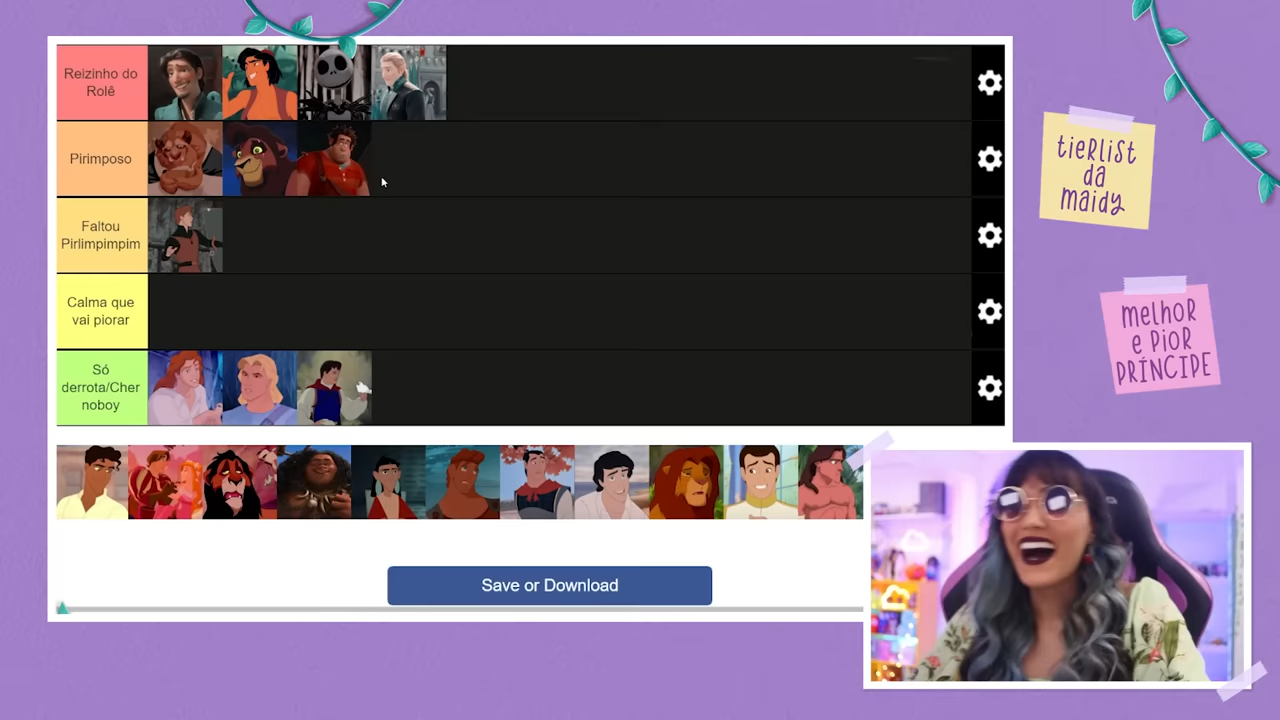 Reizinho do
Rolê
Pirimposo
Faltou
Pirlimpimpim
Calma que
vai piorar
Só
derrota/Cher
noboy
Save or Download
tierlist
da
maidy
melhor
e pior
príncipe